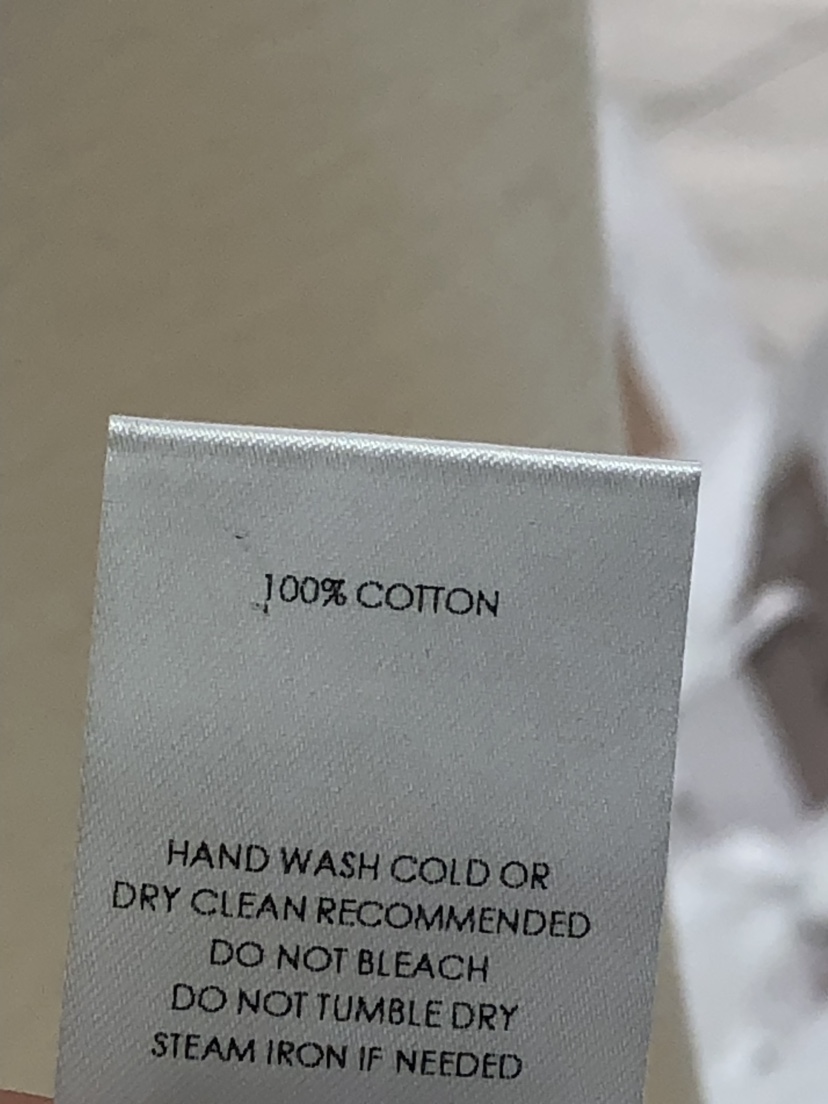 100% COTTON
HAND WASH COLD OR
DRY CLEAN RECOMMENDED
DO NOT BLEACH
DO NOT TUMBLE DRY
STEAM IRON IF NEEDED